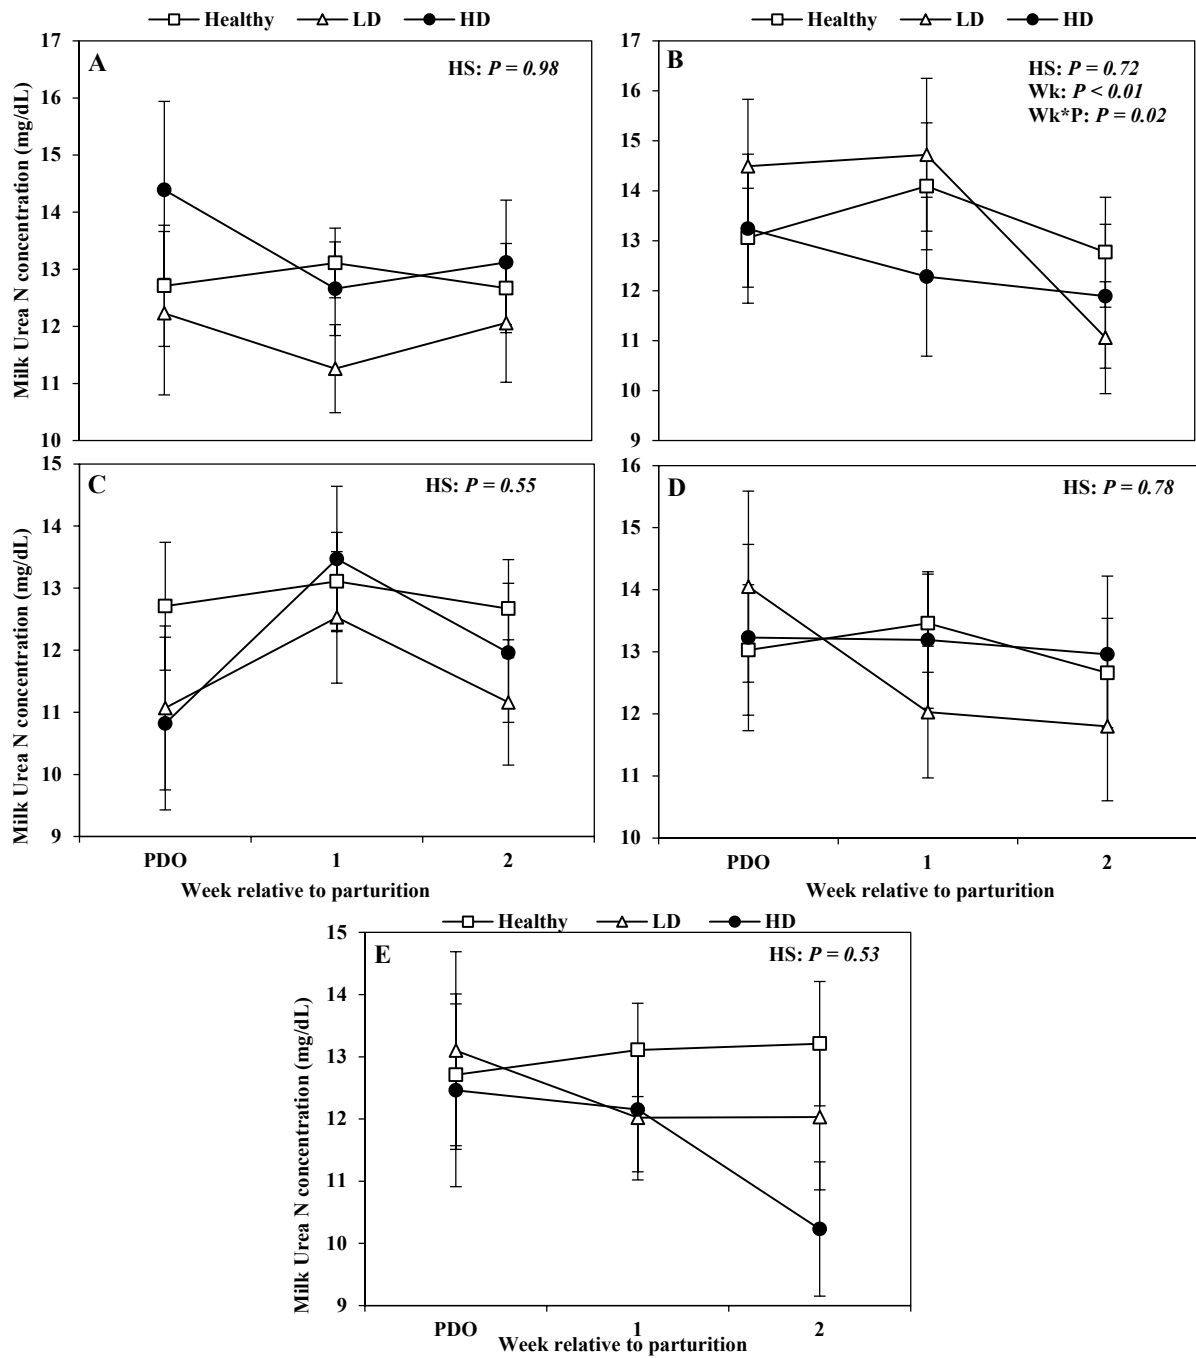 Healthy LD HD
Healthy LD HD
17
16
15
14
13
12
11
10
Milk Urea N concentration (mg/dL)
A
HS: P = 0.98
17
16
15
14
13
12
11
10
9
B
HS: P = 0.72
Wk: P < 0.01
Wk*P: P = 0.02
15
14
13
12
11
10
9
Milk Urea N concentration (mg/dL)
C
HS: P = 0.55
PDO 1 2
Week relative to parturition
16
15
14
13
12
11
10
D
HS: P = 0.78
PDO 1 2
Week relative to parturition
Healthy LD HD
15
14
13
12
11
10
9
Milk Urea N concentration (mg/dL)
E
HS: P = 0.53
PDO 1 2
Week relative to parturition